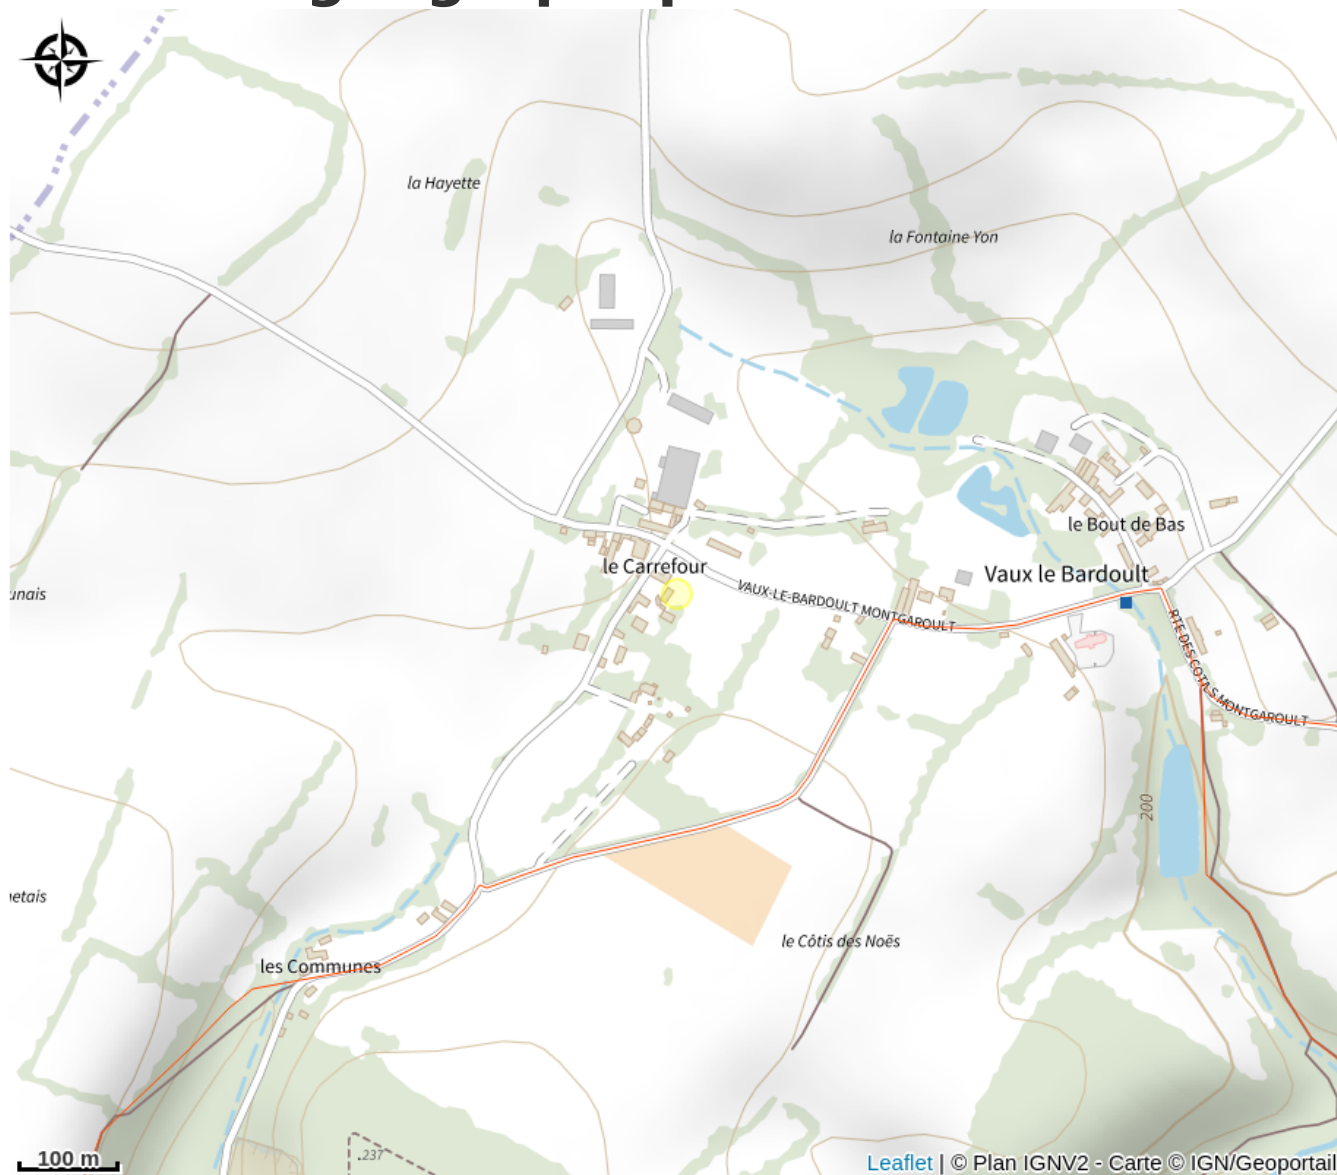 la Hayette
la Fontaine Yon
le Bout de Bas
le Carrefour
Vaux le Bardoult
VAUX-LE-BARDOULT MONTGAROULT
unais
RTE DES COTA S MONTGAROULT
200
etais
le Côtis des Noës
les Communes
.237
100 m
Leaflet | © Plan IGNV2 - Carte © IGN/Geoportail